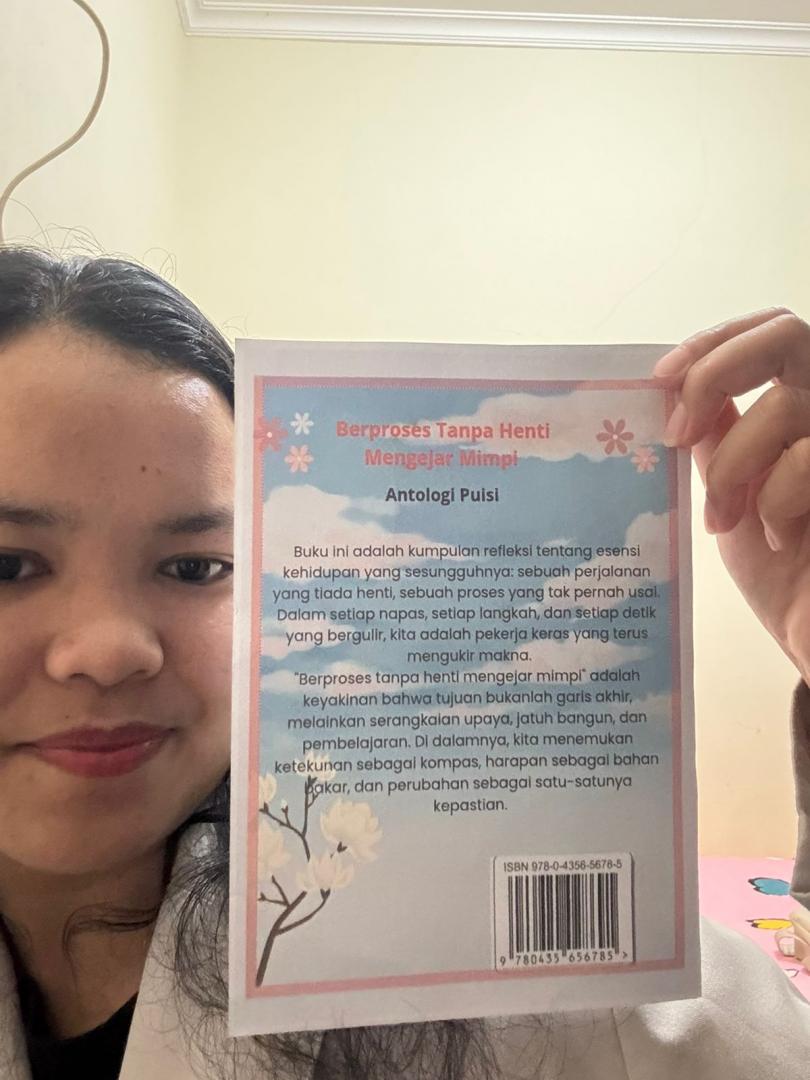 Berproses Tanpa Henti
Mengejar Mimpi
Antologi Puisi
Buku ini adalah kumpulan refleksi tentang esensi
kehidupan yang sesungguhnya: sebuah perjalanan
yang tiada henti, sebuah proses yang tak pernah usai.
Dalam setiap napas, setiap langkah, dan setiap detik
yang bergulir, kita adalah pekerja keras yang terus
mengukir makna.
"Berproses tanpa henti mengejar mimpi" adalah
keyakinan bahwa tujuan bukanlah garis akhir,
melainkan serangkaian upaya, jatuh bangun, dan
pembelajaran. Di dalamnya, kita menemukan
ketekunan sebagai kompas, harapan sebagai bahan
bakar, dan perubahan sebagai satu-satunya
kepastian.
ISBN 978-0-4356-5678-5
9 780435 656785 >